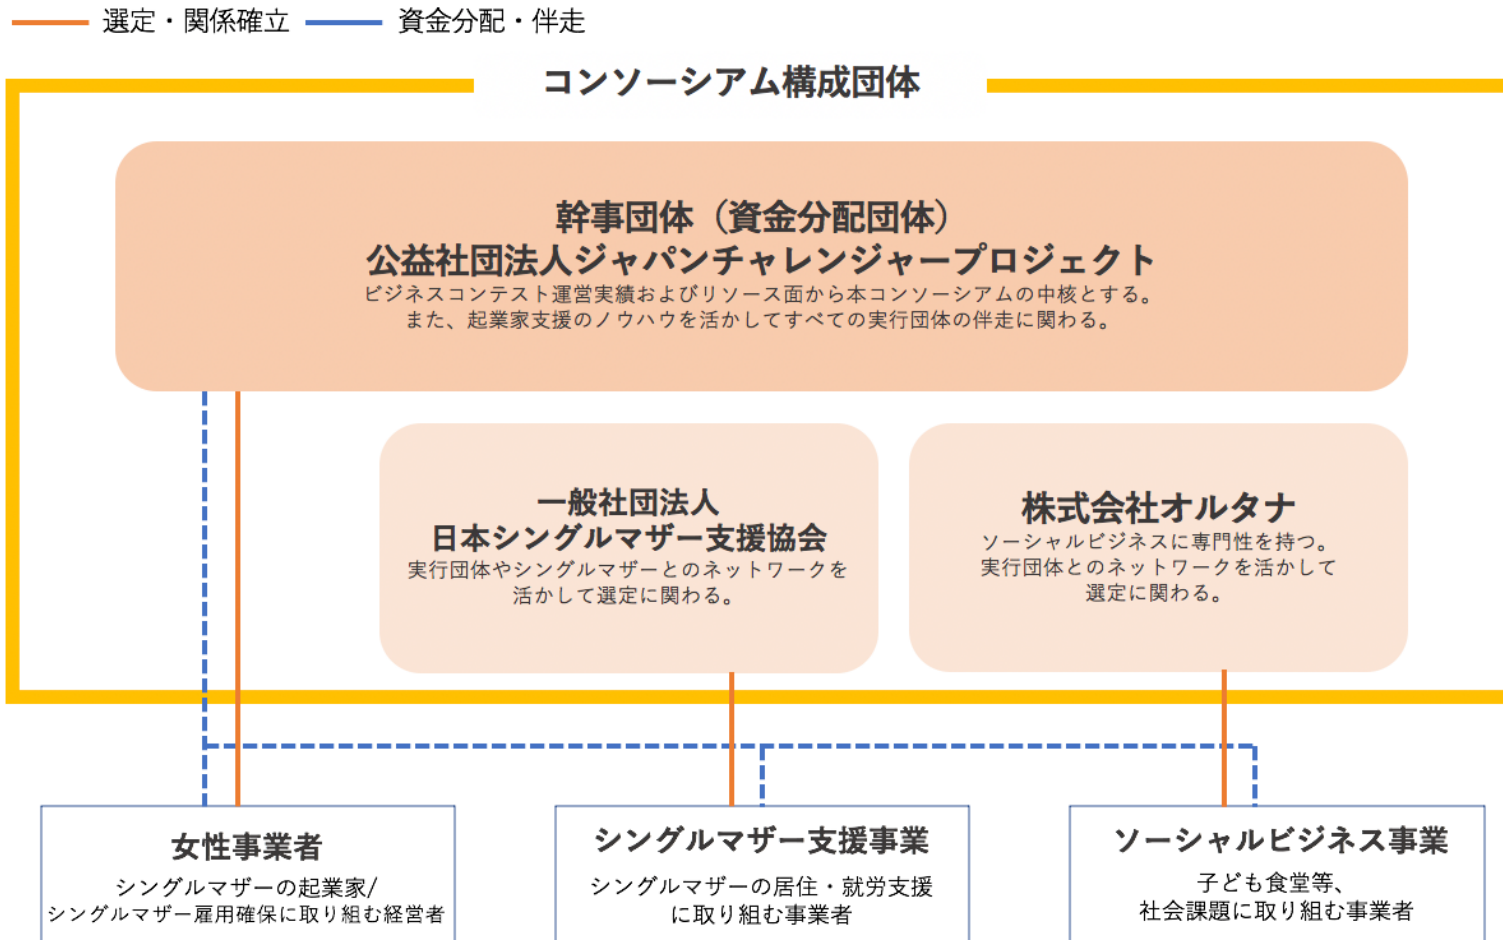 選定・関係確立 資金分配・伴走
コンソーシアム構成団体
幹事団体（資金分配団体）
公益社団法人ジャパンチャレンジャープロジェクト
ビジネスコンテスト運営実績およびリソース面から本コンソーシアムの中核とする。
また、起業家支援のノウハウを活かしてすべての実行団体の伴走に関わる。
一般社団法人
日本シングルマザー支援協会
実行団体やシングルマザーとのネットワークを
活かして選定に関わる。
株式会社オルタナ
ソーシャルビジネスに専門性を持つ。
実行団体とのネットワークを活かして
選定に関わる。
女性事業者
シングルマザーの起業家/
シングルマザー雇用確保に取り組む経営者
シングルマザー支援事業
シングルマザーの居住・就労支援
に取り組む事業者
ソーシャルビジネス事業
子ども食堂等、
社会課題に取り組む事業者